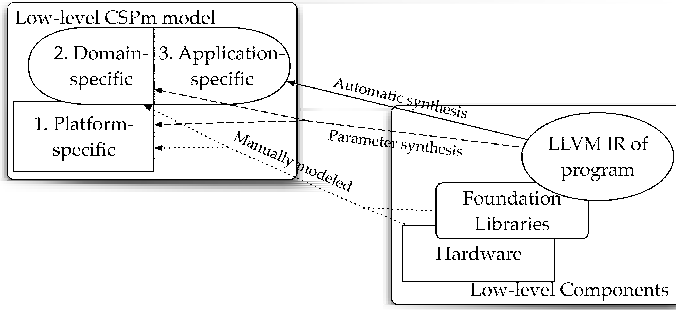 Low-level CSPm model
2. Domain-
specific
3. Application-
specific
1. Platform-
specific
Automatic synthesis
Parameter synthesis
Manually modeled
LLVM IR of
program
Foundation
Libraries
Hardware
Low-level Components